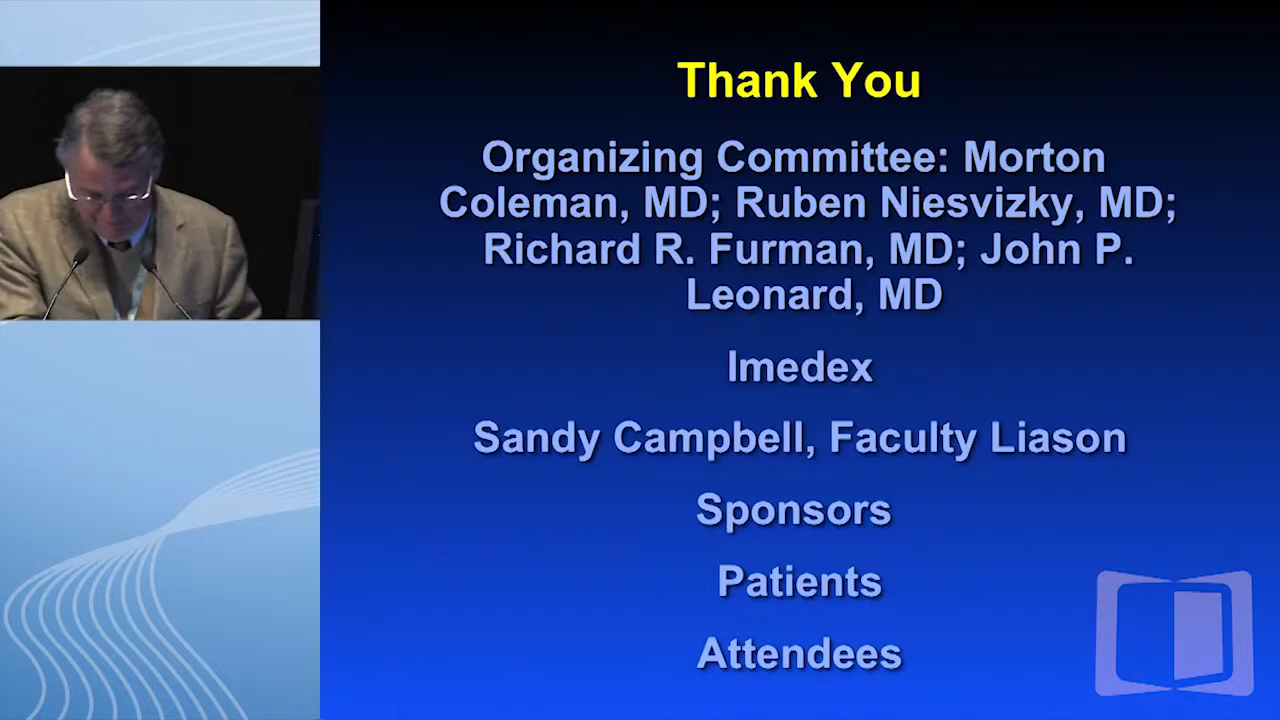 Thank You
Organizing Committee: Morton
Coleman, MD; Ruben Niesvizky, MD;
Richard R. Furman, MD; John P.
Leonard, MD
Imedex
Sandy Campbell, Faculty Liason
Sponsors
Patients
Attendees